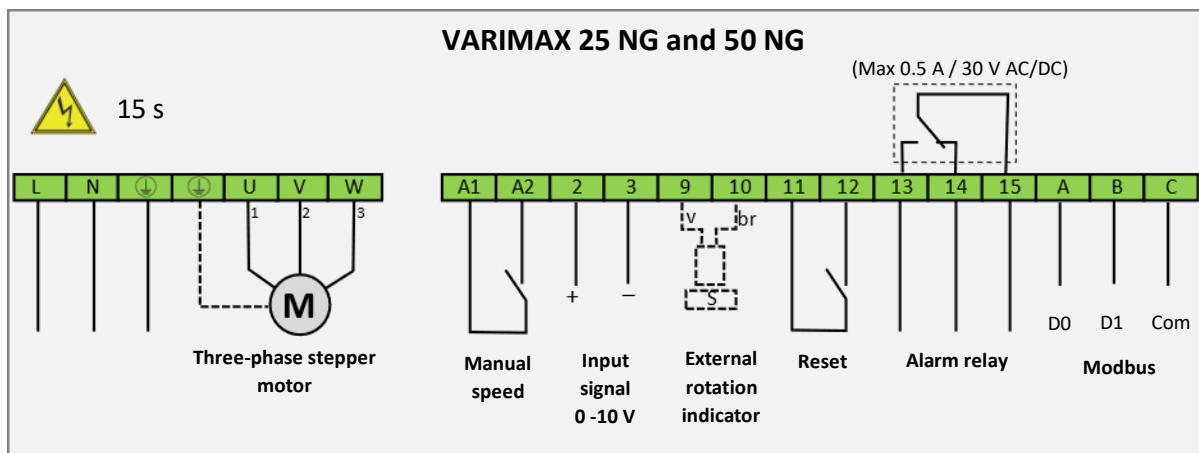 VARIMAX 25 NG and 50 NG
(Max 0.5 A / 30 V AC/DC)
15 s
L N U V W A1 A2 2 3 9 10 11 12 13 14 15 A B C
1 2 3 v br
M
S
+ –
D0 D1 Com
Three-phase stepper
motor
Manual
speed
Input
signal
0 -10 V
External
rotation
indicator
Reset
Alarm relay
Modbus